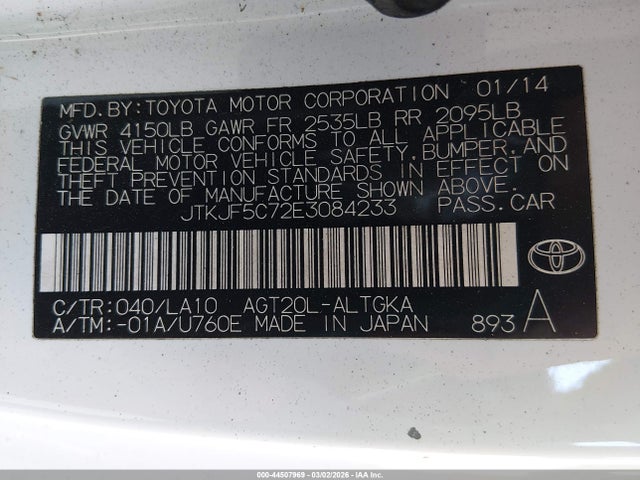 MFD. BY: TOYOTA MOTOR CORPORATION 01/14
GVWR 4150LB GAWR FR 2535LB RR 2095LB
THIS VEHICLE CONFORMS TO ALL APPLICABLE
FEDERAL MOTOR VEHICLE SAFETY, BUMPER, AND
THEFT PREVENTION STANDARDS IN EFFECT ON
THE DATE OF MANUFACTURE SHOWN ABOVE.
JTKJF5C72E3084233 PASS. CAR
C/TR: 040/LA10 AGT20L-ALTGKA
A/TM: -01A/U760E MADE IN JAPAN 893 A
000-44507969 - 03/02/2026 - IAAI.COM